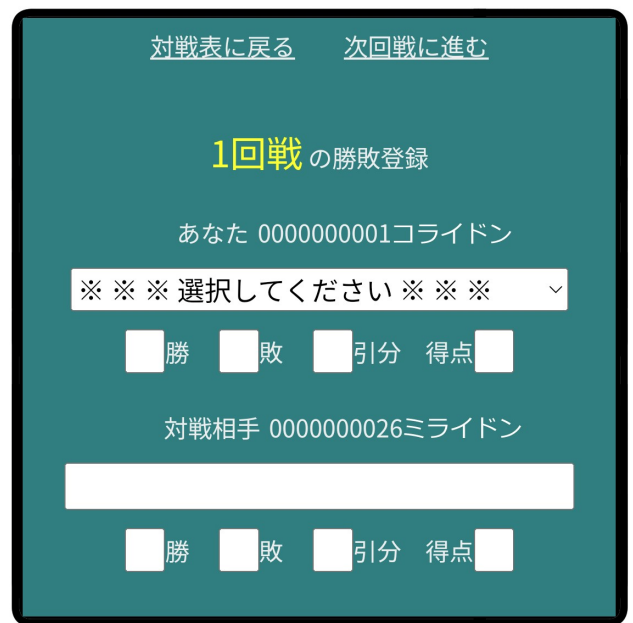 対戦表に戻る 次回戦に進む
1回戦 の勝敗登録
あなた 0000000001コライドン
※ ※ ※ 選択してください ※ ※ ※
勝 敗 引分 得点
対戦相手 0000000026ミライドン
勝 敗 引分 得点